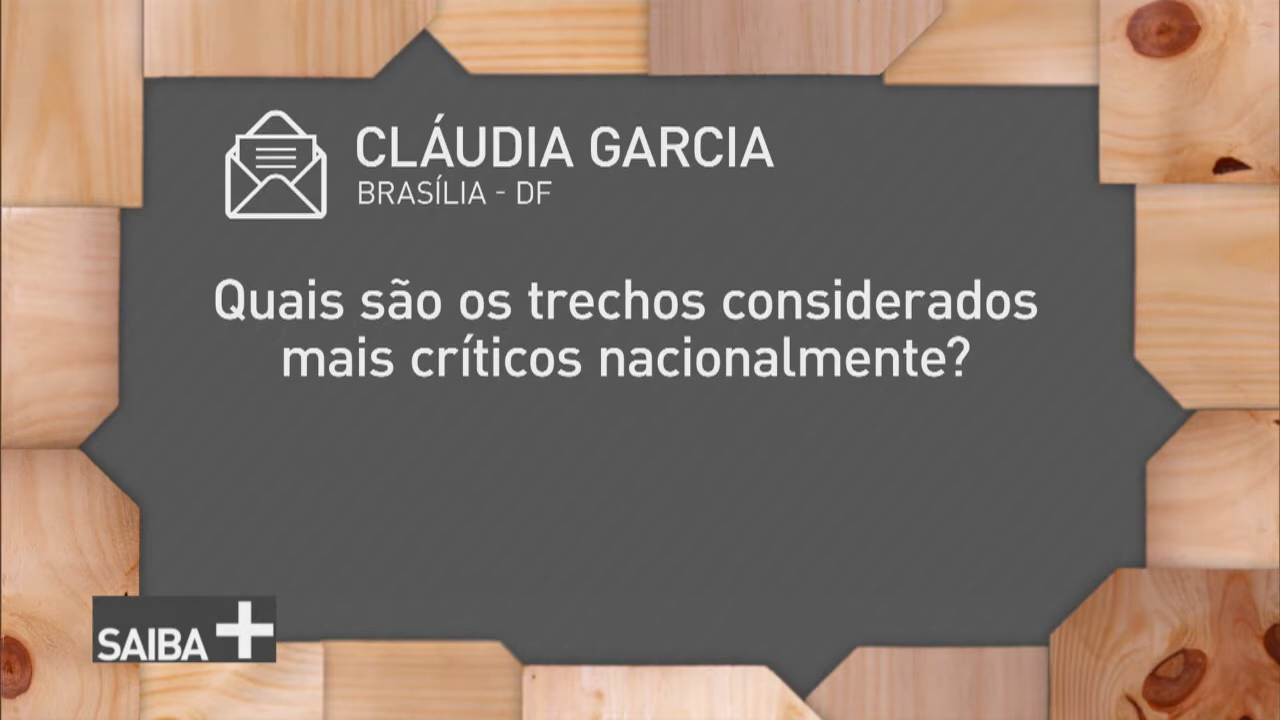 CLÁUDIA GARCIA
BRASÍLIA - DF
Quais são os trechos considerados
mais críticos nacionalmente?
SAIBA+